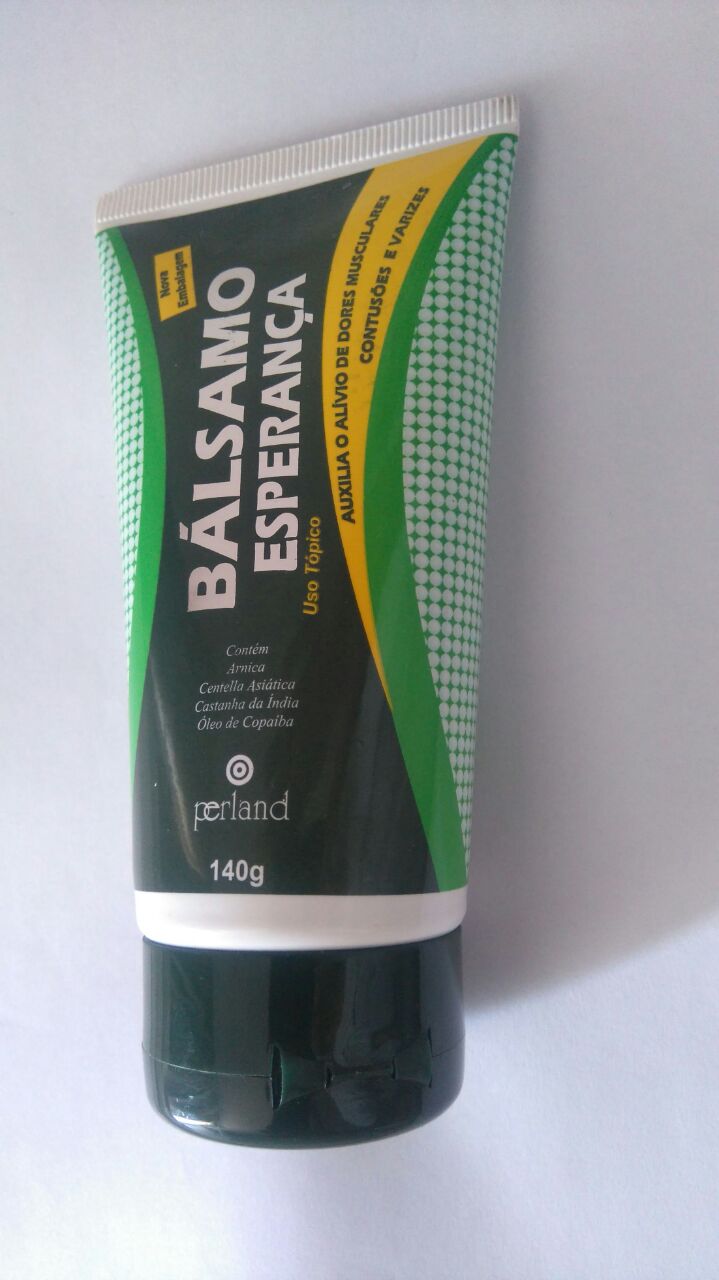 Nova
Embalagem
BÁLSAMO
ESPERANÇA
Uso Tópico
AUXILIA O ALÍVIO DE DORES MUSCULARES
CONTUSÕES E VARIZES
Contém
Arnica
Centella Asiática
Castanha da Índia
Óleo de Copaíba
perland
140g